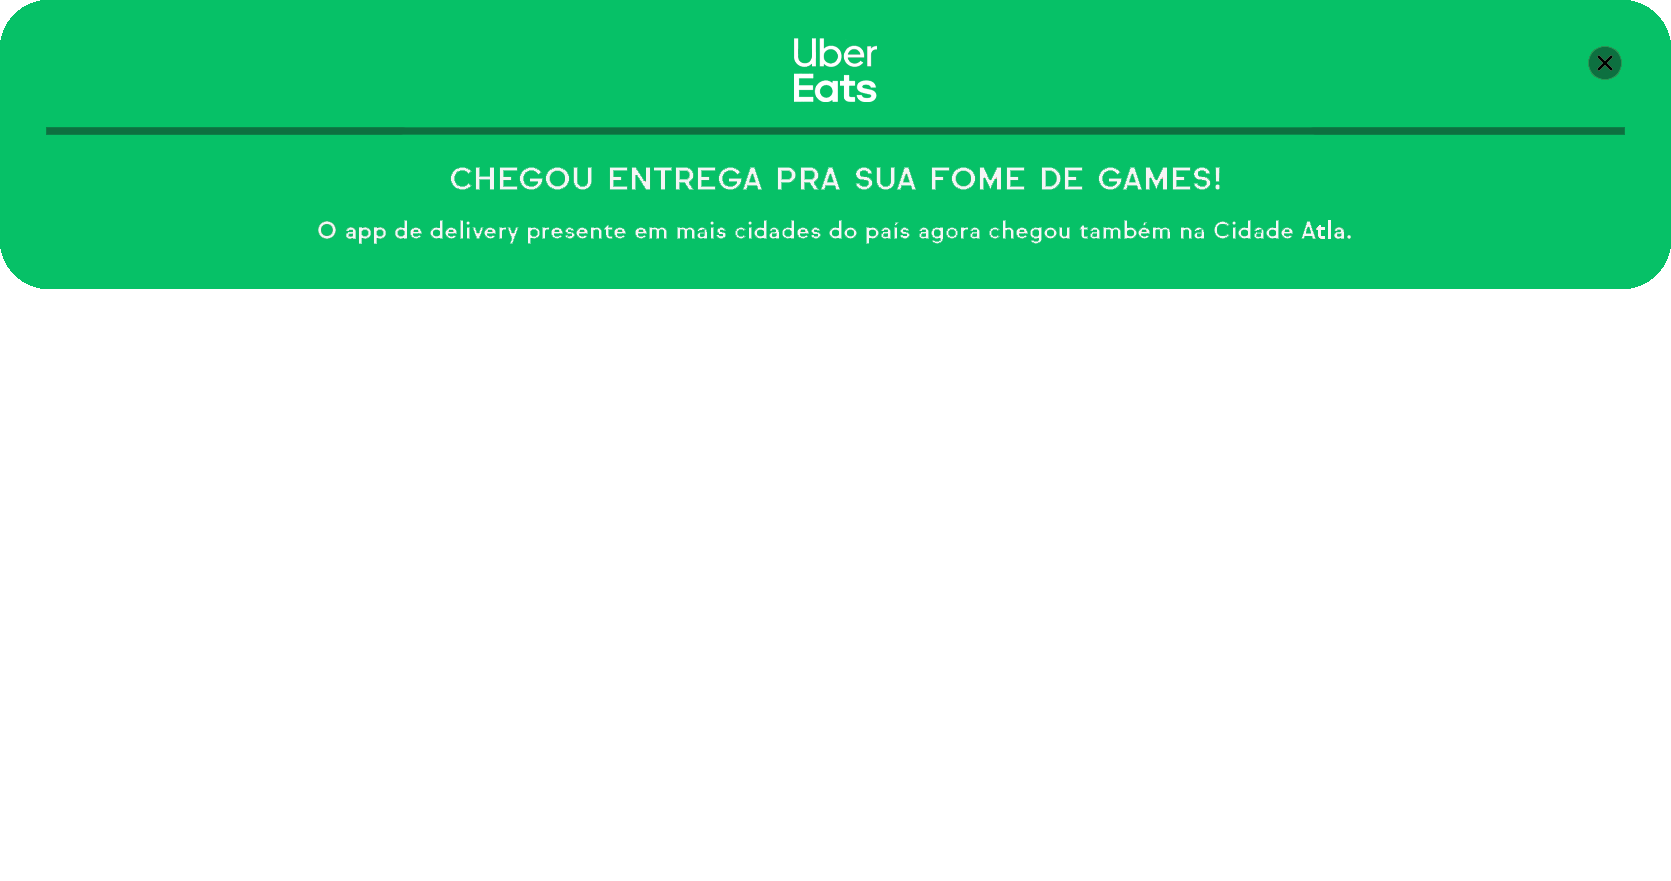 Uber
Eats
CHEGOU ENTREGA PRA SUA FOME DE GAMES!
O app de delivery presente em mais cidades do país agora chegou também na Cidade Atla.